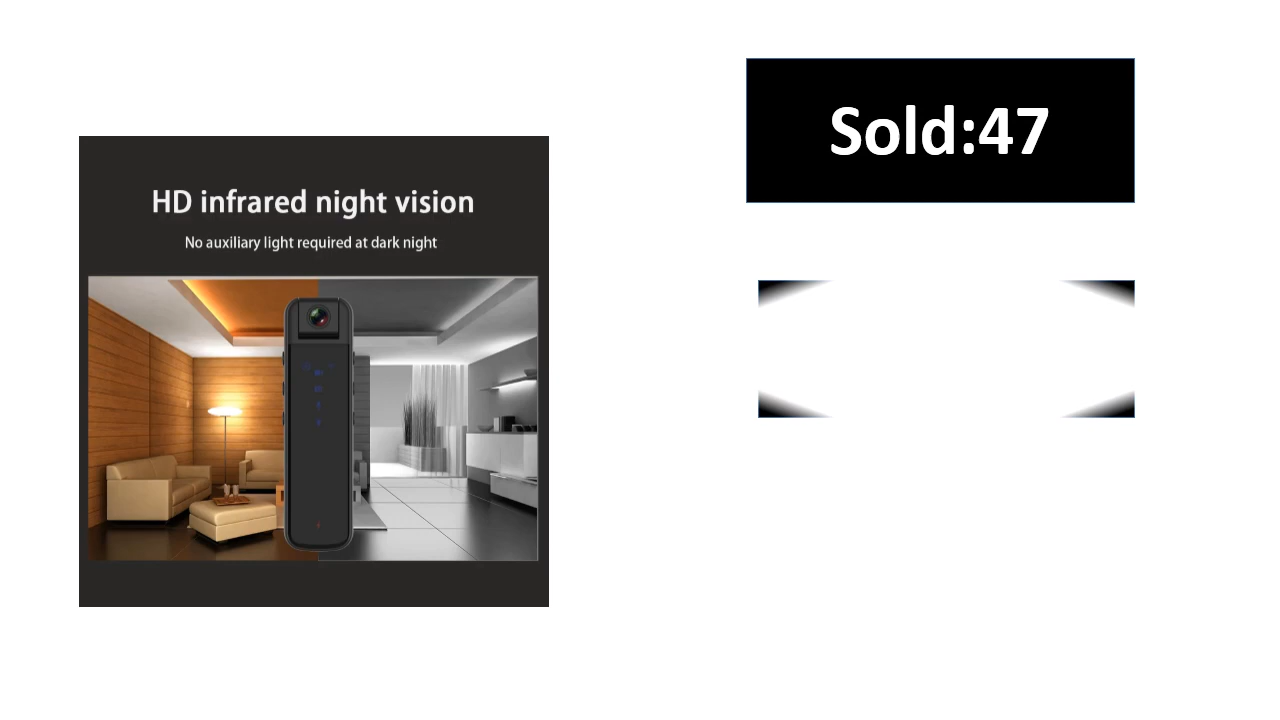 Sold:47
HD infrared night vision
No auxiliary light required at dark night